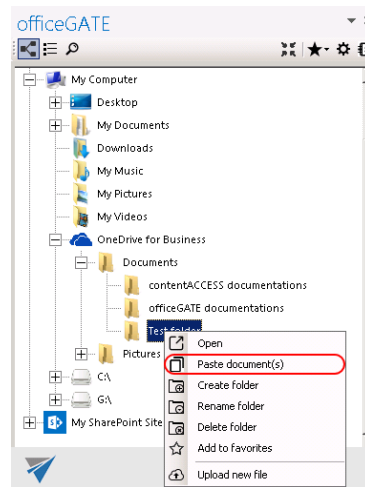 officeGATE
My Computer
Desktop
My Documents
Downloads
My Music
My Pictures
My Videos
OneDrive for Business
Documents
contentACCESS documentations
officeGATE documentations
Test folder
Pictures
C:\
G:\
My SharePoint Site
Open
Paste document(s)
Create folder
Rename folder
Delete folder
Add to favorites
Upload new file